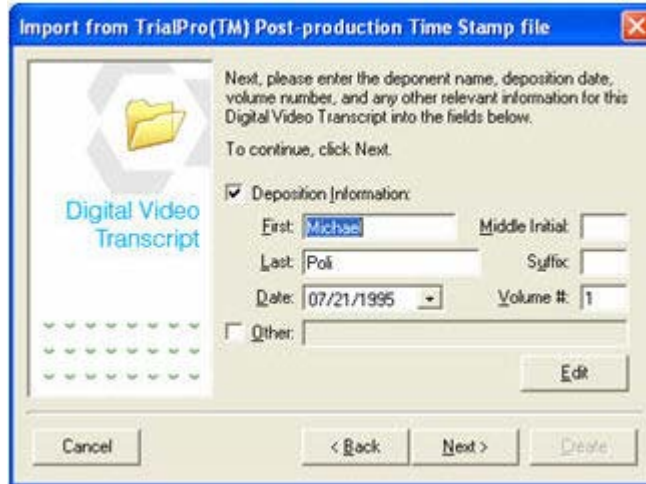 Import from TrialPro(TM) Post-production Time Stamp file
Next, please enter the deponent name, deposition date,
volume number, and any other relevant information for this
Digital Video Transcript into the fields below.
To continue, click Next.
Digital Video
Transcript
Deposition Information:
First: Michael Middle Initial:
Last: Poli Suffix:
Date: 07/21/1995 Volume #: 1
Other:
Edit
Cancel < Back Next > Create